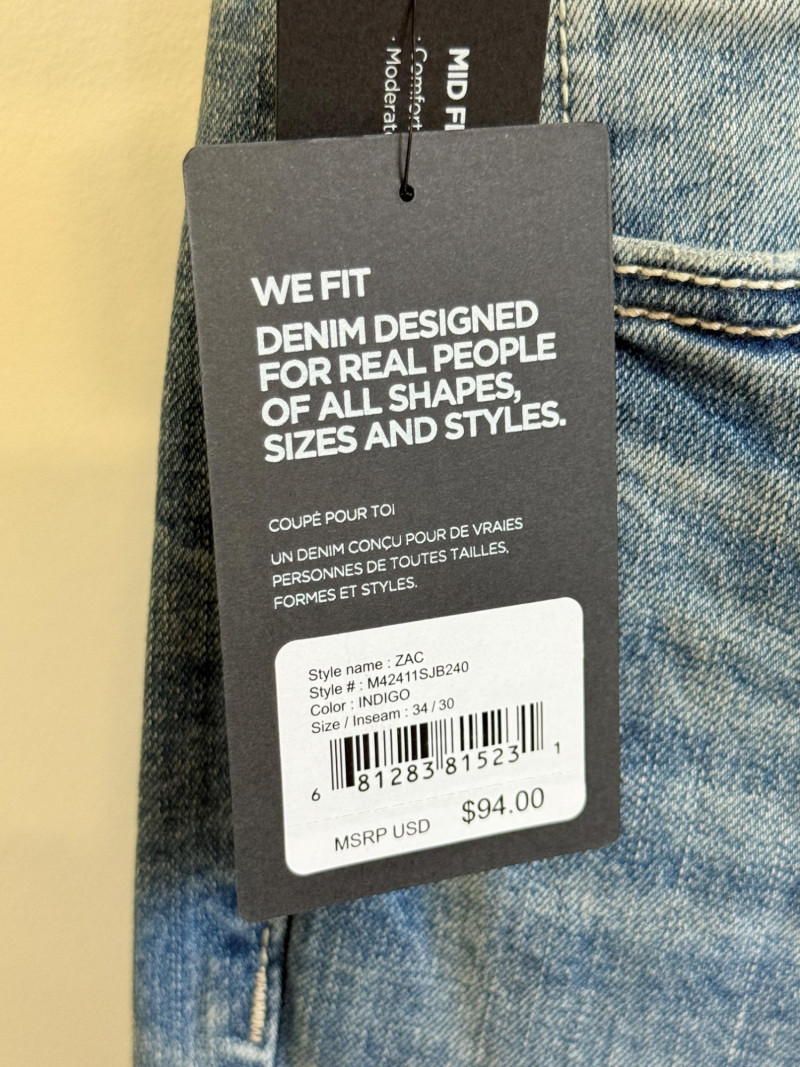 MID
· Comfort
· Moderat
WE FIT
DENIM DESIGNED
FOR REAL PEOPLE
OF ALL SHAPES,
SIZES AND STYLES.
COUPÉ POUR TOI
UN DENIM CONÇU POUR DE VRAIES
PERSONNES DE TOUTES TAILLES,
FORMES ET STYLES.
Style name : ZAC
Style # : M42411SJB240
Color : INDIGO
Size / Inseam : 34 / 30
6 81283 81523 1
MSRP USD $94.00